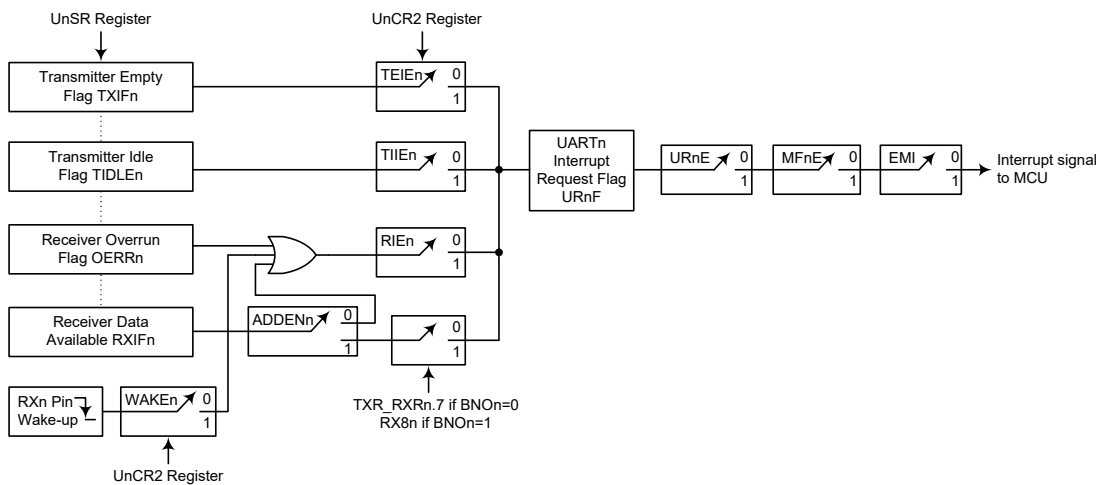 UnSR Register
UnCR2 Register
Transmitter Empty
Flag TXIFn
TEIEn
0
1
Transmitter Idle
Flag TIDLEn
TIIEn
0
1
UARTn
Interrupt
Request Flag
URnF
URnE
0
1
MFnE
0
1
EMI
0
1
Interrupt signal
to MCU
Receiver Overrun
Flag OERRn
RIEn
0
1
Receiver Data
Available RXIFn
ADDENn
0
1
0
1
RXn Pin
Wake-up
WAKEn
0
1
TXR_RXRn.7 if BNOn=0
RX8n if BNOn=1
UnCR2 Register